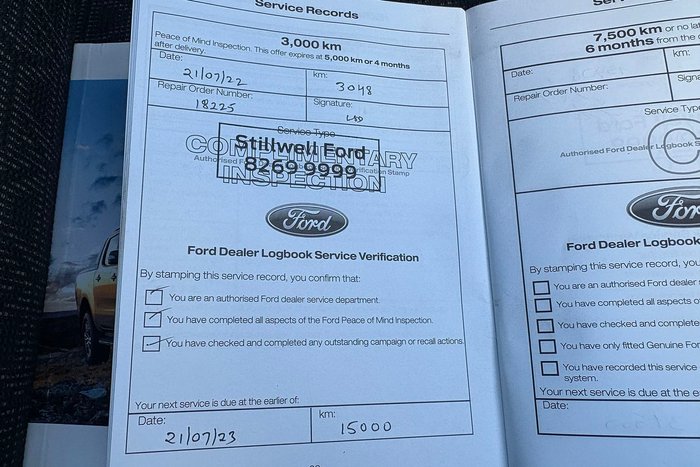 Service Records
3,000 km
Peace of Mind Inspection. This offer expires at 5,000 km or 4 months
after delivery.
Date:
21/07/22
km:
3048
Repair Order Number:
18225
Signature:
Service Type
COMPLIMENTARY
INSPECTION
Stillwell Ford
8269 9999
Ford
Ford Dealer Logbook Service Verification
By stamping this service record, you confirm that:
You are an authorised Ford dealer service department.
You have completed all aspects of the Ford Peace of Mind Inspection.
You have checked and completed any outstanding campaign or recall actions.
Your next service is due at the earlier of:
Date:
21/07/23
km:
15000
7,500 km or no
6 months from the
Date:
km:
Repair Order Number:
Service Type
Authorised Ford Dealer Logbook
Ford Dealer Logbook
By stamping this service record, you
You are an authorised Ford dealer
You have completed all aspects
You have checked and complete
You have only fitted Genuine
You have recorded this service
system.
Your next service is due at the
Date: